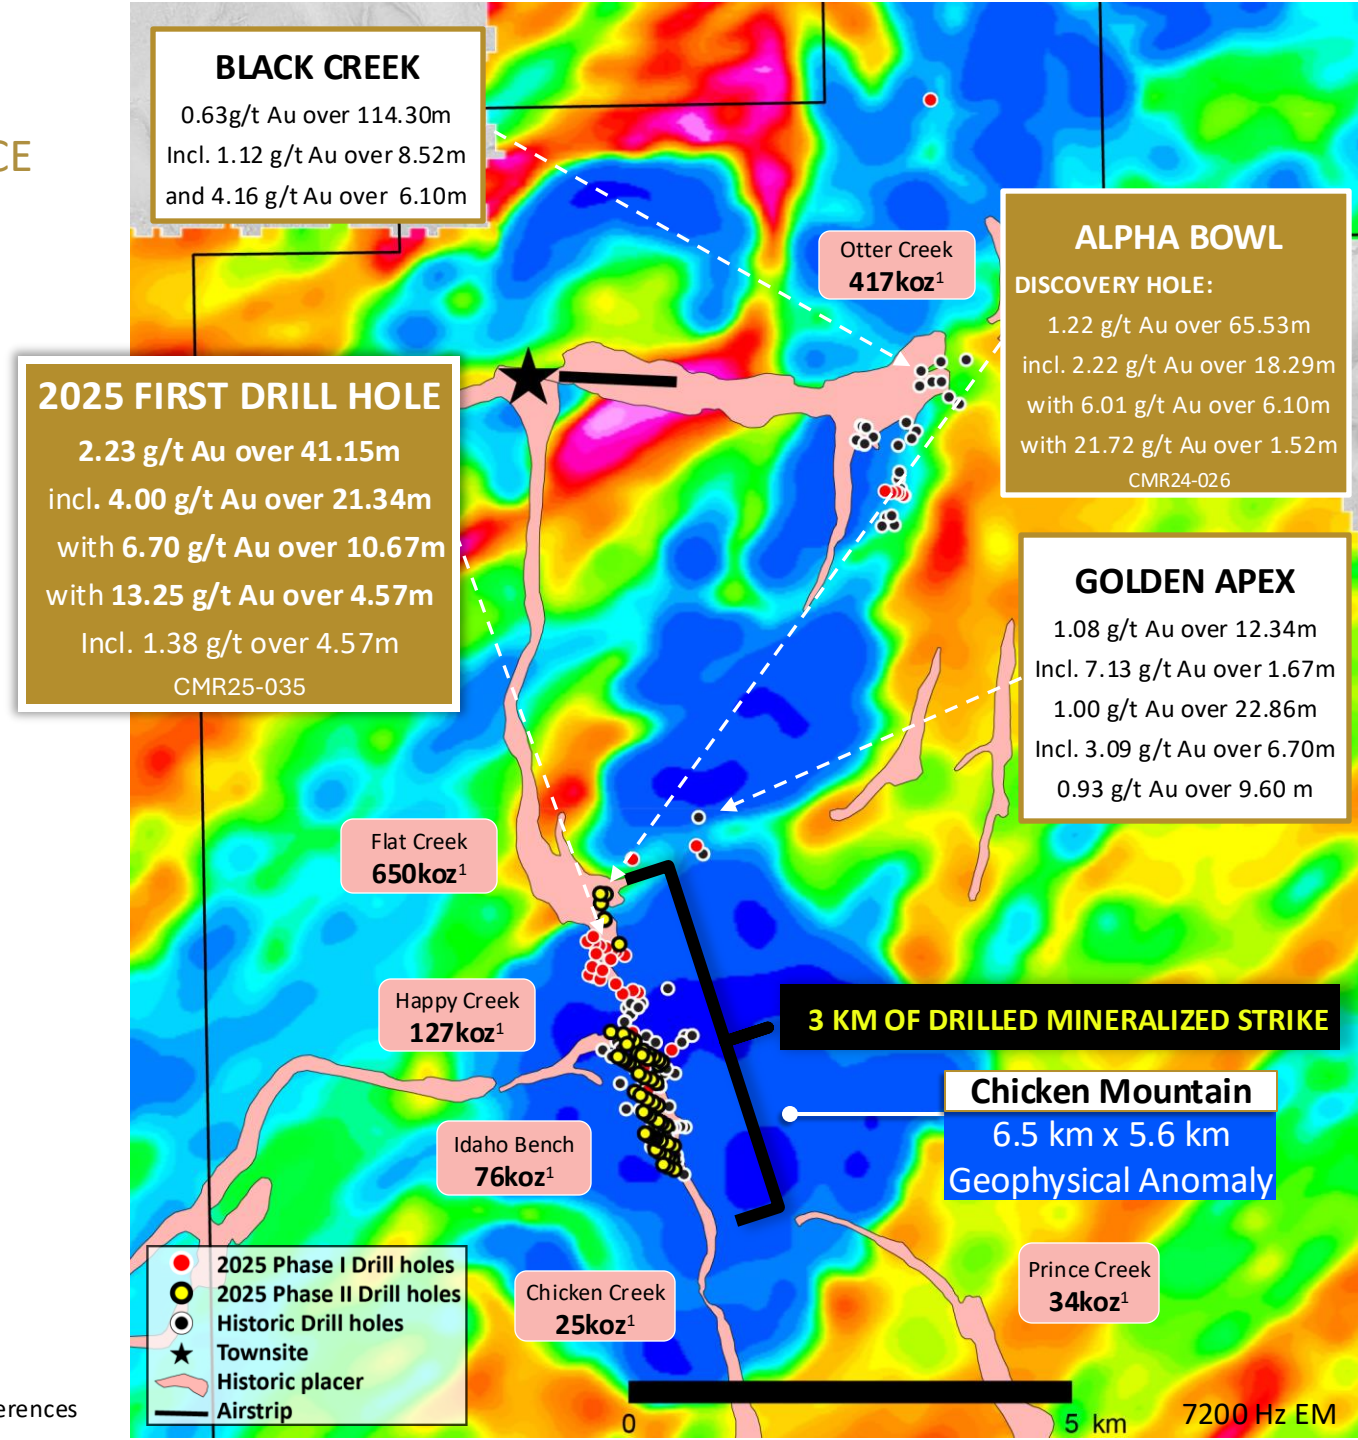 CE
BLACK CREEK
0.63g/t Au over 114.30m
Incl. 1.12 g/t Au over 8.52m
and 4.16 g/t Au over 6.10m
Otter Creek
417koz¹
ALPHA BOWL
DISCOVERY HOLE:
1.22 g/t Au over 65.53m
incl. 2.22 g/t Au over 18.29m
with 6.01 g/t Au over 6.10m
with 21.72 g/t Au over 1.52m
CMR24-026
2025 FIRST DRILL HOLE
2.23 g/t Au over 41.15m
incl. 4.00 g/t Au over 21.34m
with 6.70 g/t Au over 10.67m
with 13.25 g/t Au over 4.57m
Incl. 1.38 g/t over 4.57m
CMR25-035
GOLDEN APEX
1.08 g/t Au over 12.34m
Incl. 7.13 g/t Au over 1.67m
1.00 g/t Au over 22.86m
Incl. 3.09 g/t Au over 6.70m
0.93 g/t Au over 9.60 m
Flat Creek
650koz¹
Happy Creek
127koz¹
3 KM OF DRILLED MINERALIZED STRIKE
Chicken Mountain
6.5 km x 5.6 km
Geophysical Anomaly
Idaho Bench
76koz¹
Chicken Creek
25koz¹
Prince Creek
34koz¹
2025 Phase I Drill holes
2025 Phase II Drill holes
Historic Drill holes
Townsite
Historic placer
Airstrip
0
5 km
7200 Hz EM
erences